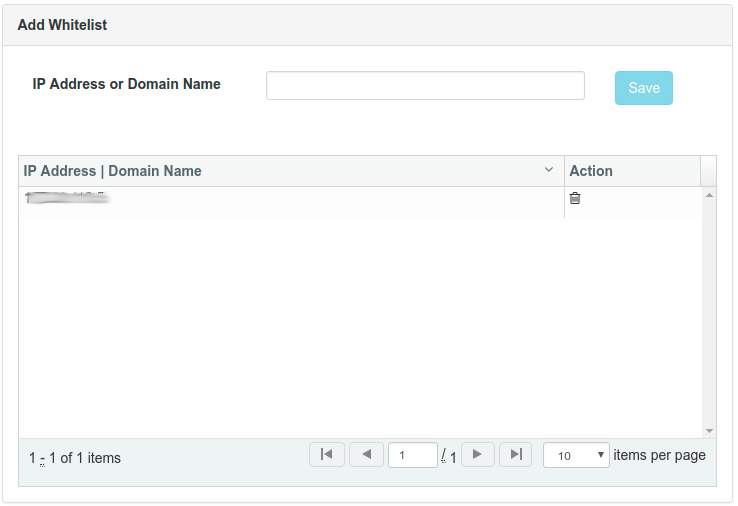 Add Whitelist
IP Address or Domain Name
Save
IP Address | Domain Name Action
1 - 1 of 1 items 1 / 1 10 items per page